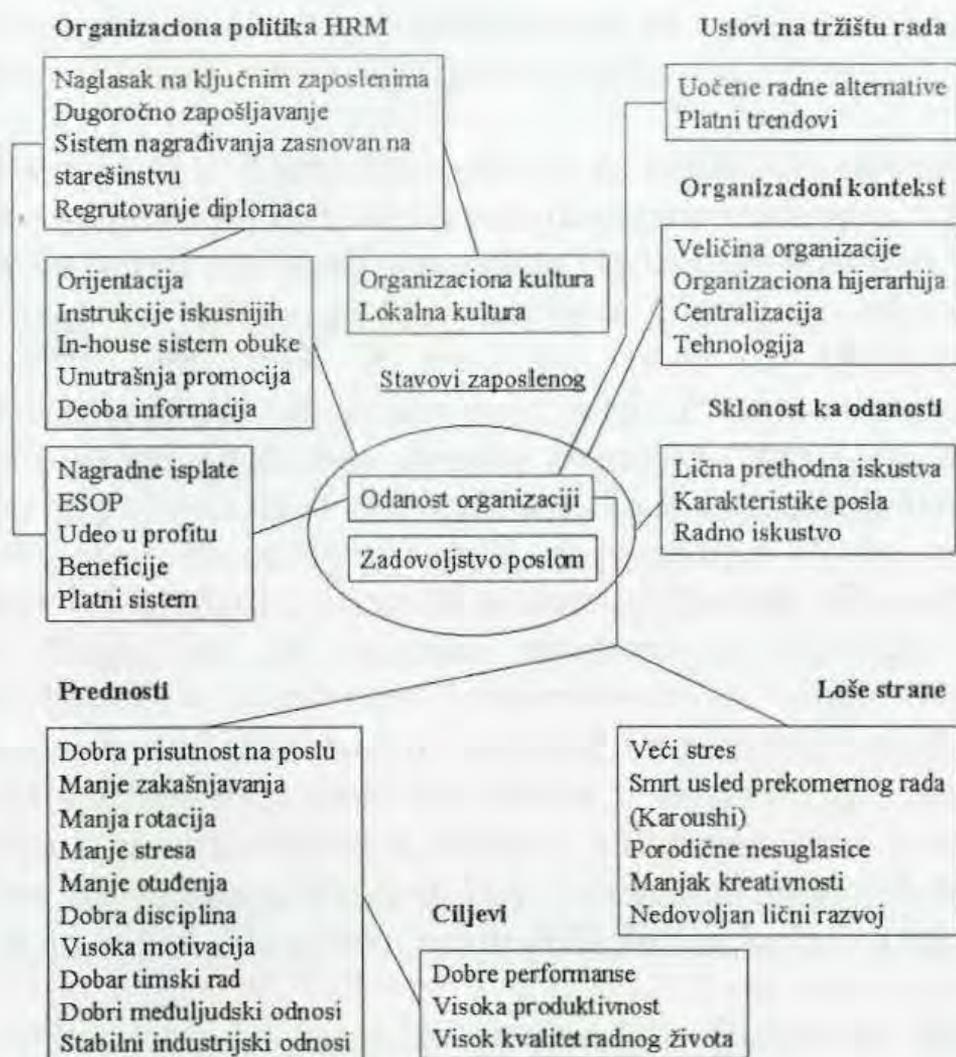 Organizaciona politika HRM
Naglasak na ključnim zaposlenima
Dugoročno zapošljavanje
Sistem nagrađivanja zasnovan na
starešinstvu
Regrutovanje diplomaca
Uslovi na tržištu rada
Uočene radne alternative
Platni trendovi
Organizacioni kontekst
Veličina organizacije
Organizaciona hijerarhija
Centralizacija
Tehnologija
Orijentacija
Instrukcije iskusnijih
In-house sistem obuke
Unutrašnja promocija
Deoba informacija
Organizaciona kultura
Lokalna kultura
Stavovi zaposlenog
Sklonost ka odanosti
Lična prethodna iskustva
Karakteristike posla
Radno iskustvo
Nagradne isplate
ESOP
Udeo u profitu
Beneficije
Platni sistem
Odanost organizaciji
Zadovoljstvo poslom
Prednosti
Dobra prisutnost na poslu
Manje zakašnjavanja
Manja rotacija
Manje stresa
Manje otuđenja
Dobra disciplina
Visoka motivacija
Dobar timski rad
Dobri međuljudski odnosi
Stabilni industrijski odnosi
Ciljevi
Dobre performanse
Visoka produktivnost
Visok kvalitet radnog života
Loše strane
Veći stres
Smrt usled prekomernog rada
(Karoushi)
Porodične nesuglasice
Manjak kreativnosti
Nedovoljan lični razvoj